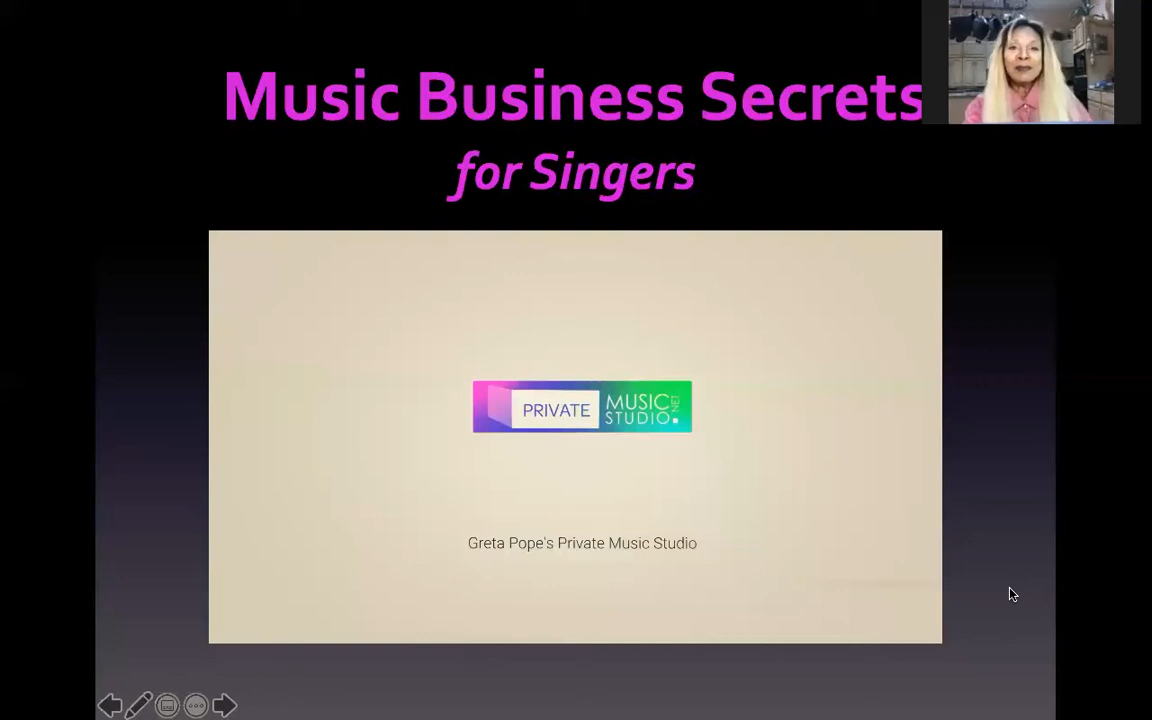 Music Business Secrets
for Singers
PRIVATE
MUSIC
STUDIO.
NET
Greta Pope's Private Music Studio